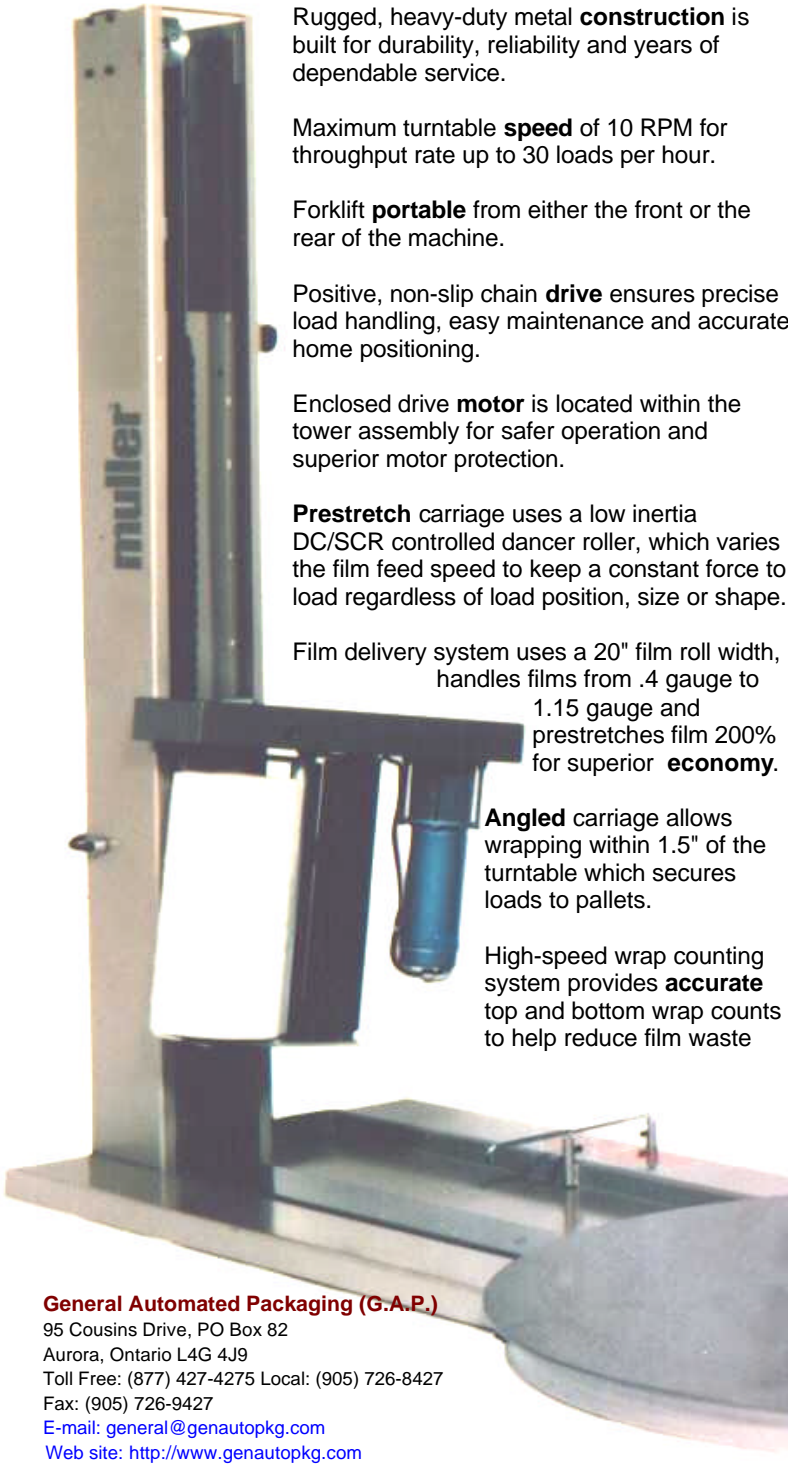 Rugged, heavy-duty metal construction is
built for durability, reliability and years of
dependable service.
Maximum turntable speed of 10 RPM for
throughput rate up to 30 loads per hour.
Forklift portable from either the front or the
rear of the machine.
Positive, non-slip chain drive ensures precise
load handling, easy maintenance and accurate
home positioning.
muller
Enclosed drive motor is located within the
tower assembly for safer operation and
superior motor protection.
Prestretch carriage uses a low inertia
DC/SCR controlled dancer roller, which varies
the film feed speed to keep a constant force to
load regardless of load position, size or shape.
Film delivery system uses a 20" film roll width,
handles films from .4 gauge to
1.15 gauge and
prestretches film 200%
for superior economy.
Angled carriage allows
wrapping within 1.5" of the
turntable which secures
loads to pallets.
High-speed wrap counting
system provides accurate
top and bottom wrap counts
to help reduce film waste
General Automated Packaging (G.A.P.)
95 Cousins Drive, PO Box 82
Aurora, Ontario L4G 4J9
Toll Free: (877) 427-4275 Local: (905) 726-8427
Fax: (905) 726-9427
E-mail: general@genautopkg.com
Web site: http://www.genautopkg.com